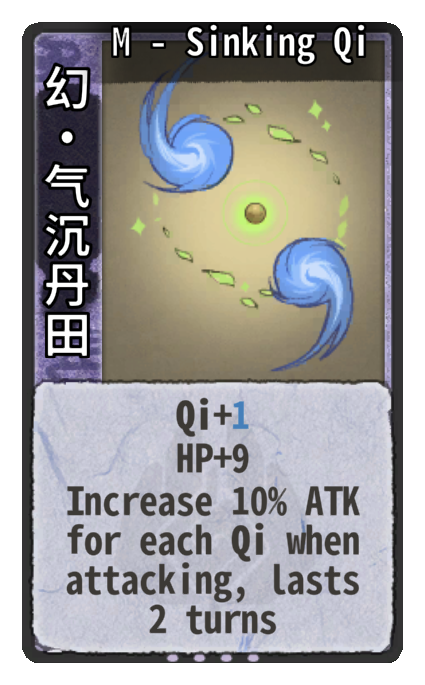 M - Sinking Qi
幻·气沉丹田
Qi+1
HP+9
Increase 10% ATK
for each Qi when
attacking, lasts
2 turns